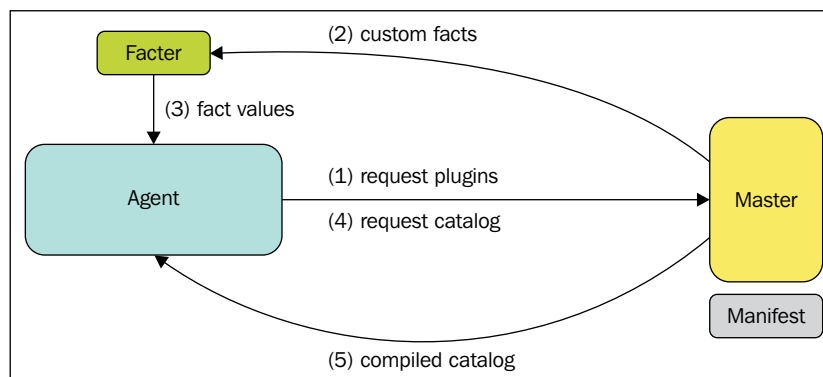 (2) custom facts
Facter
(3) fact values
(1) request plugins
Agent
Master
(4) request catalog
Manifest
(5) compiled catalog